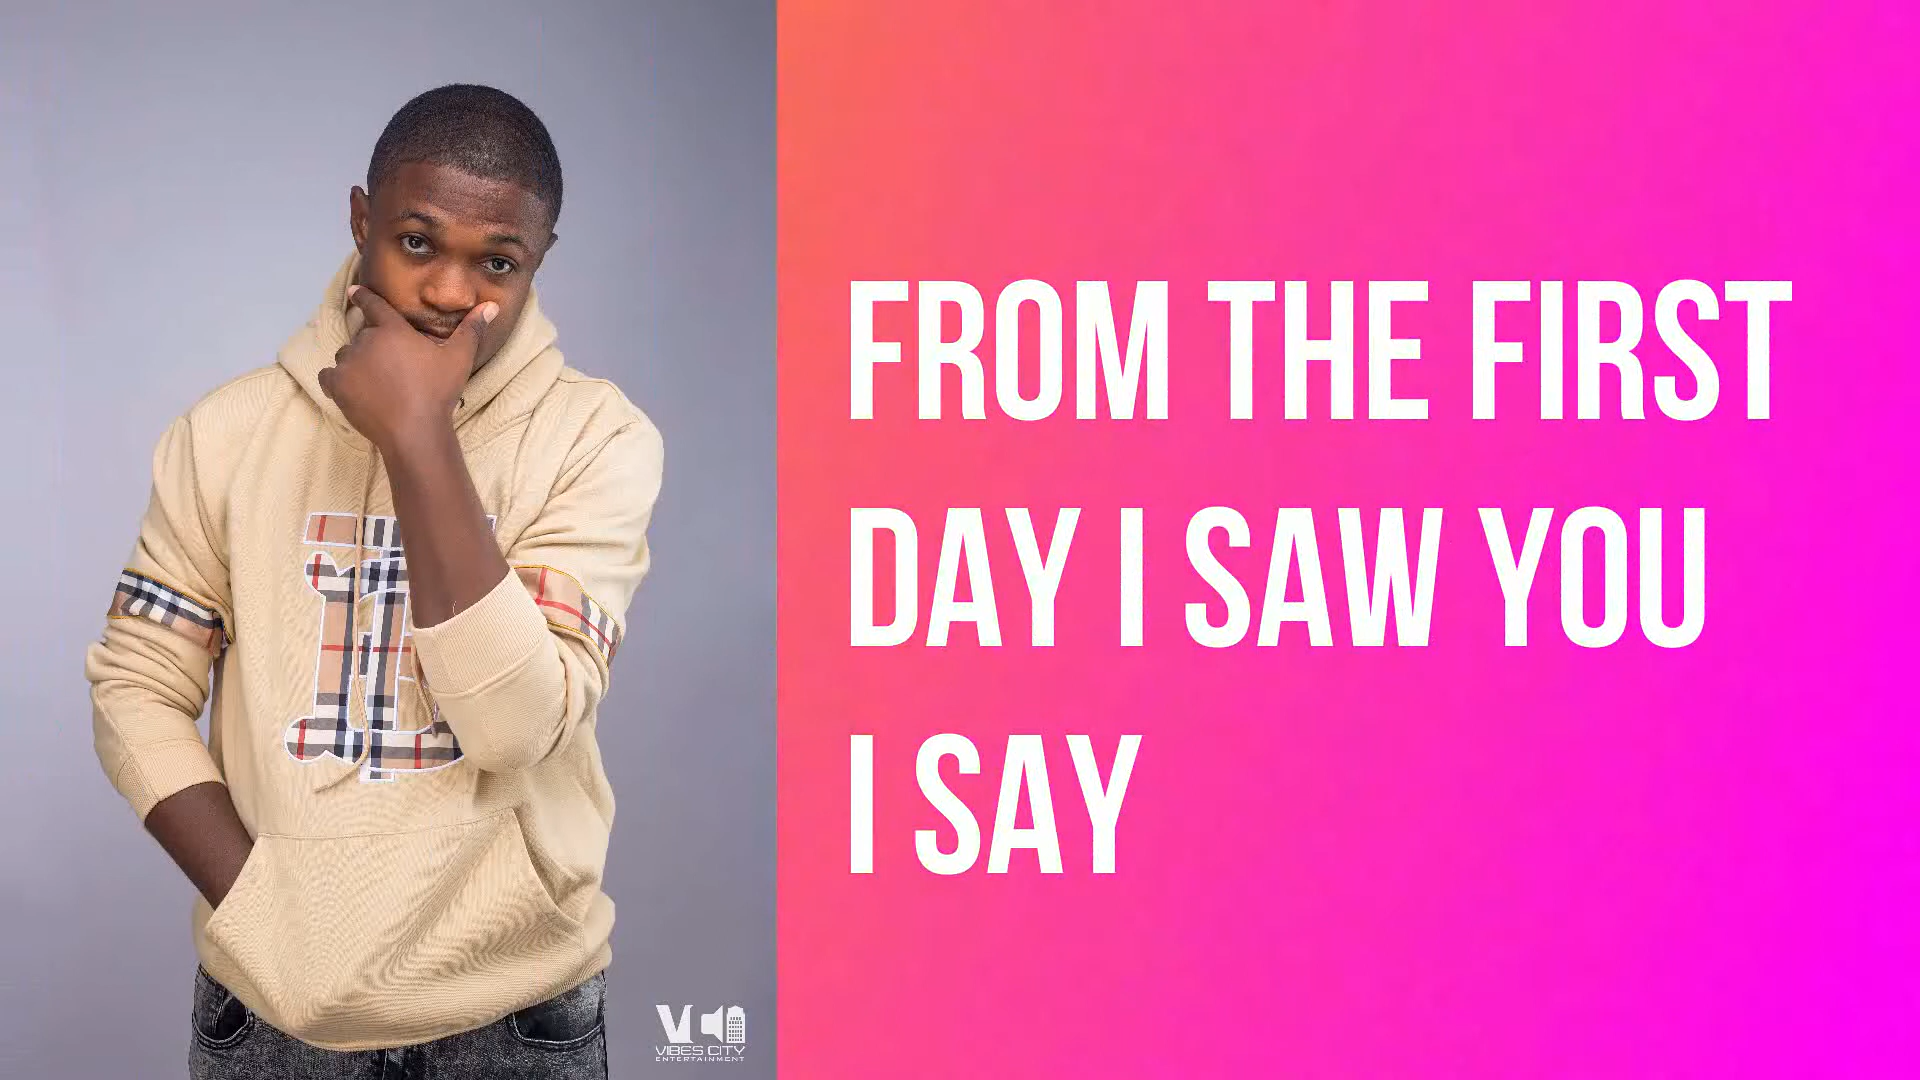 FROM THE FIRST
DAY I SAW YOU
I SAY
VIBES CITY
ENTERTAINMENT